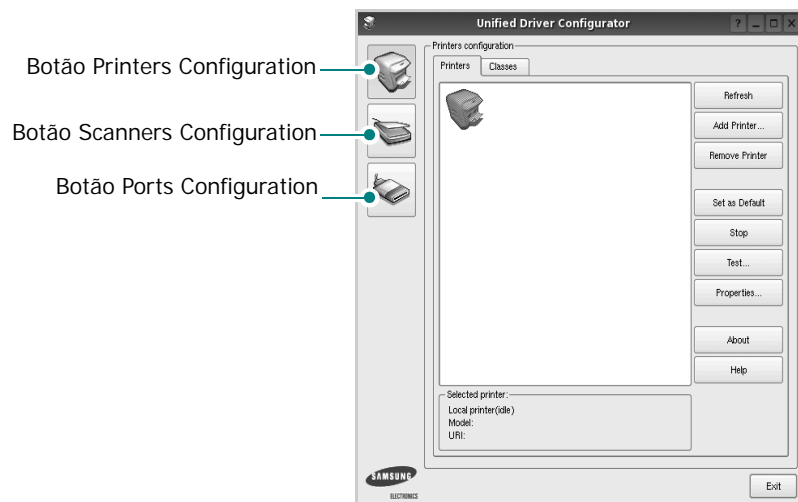 Unified Driver Configurator
Botão Printers Configuration
Botão Scanners Configuration
Botão Ports Configuration
Printers configuration
Printers
Classes
Refresh
Add Printer...
Remove Printer
Set as Default
Stop
Test...
Properties...
About
Help
Selected printer:
Local printer(idle)
Model:
URI:
SAMSUNG
ELECTRONICS
Exit